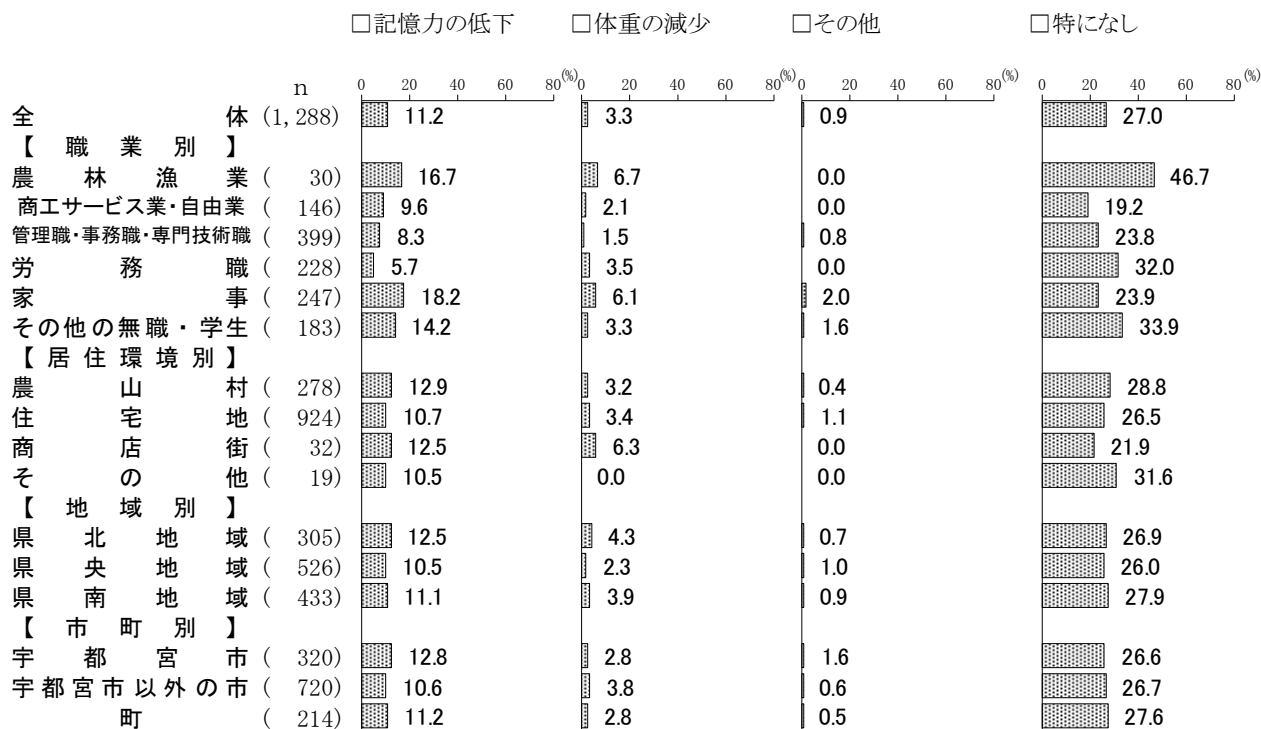 □記憶力の低下 □体重の減少 □その他 □特になし
n 0 20 40 60 80(%) 0 20 40 60 80(%) 0 20 40 60 80(%) 0 20 40 60 80(%)
全体 (1,288) 11.2 3.3 0.9 27.0
【職業別】
農林漁業 ( 30) 16.7 6.7 0.0 46.7
商工サービス業・自由業 ( 146) 9.6 2.1 0.0 19.2
管理職・事務職・専門技術職 ( 399) 8.3 1.5 0.8 23.8
労務職 ( 228) 5.7 3.5 0.0 32.0
家事 ( 247) 18.2 6.1 2.0 23.9
その他の無職・学生 ( 183) 14.2 3.3 1.6 33.9
【居住環境別】
農山村 ( 278) 12.9 3.2 0.4 28.8
住宅地 ( 924) 10.7 3.4 1.1 26.5
商店街 ( 32) 12.5 6.3 0.0 21.9
その他 ( 19) 10.5 0.0 0.0 31.6
【地域別】
県北地域 ( 305) 12.5 4.3 0.7 26.9
県央地域 ( 526) 10.5 2.3 1.0 26.0
県南地域 ( 433) 11.1 3.9 0.9 27.9
【市町別】
宇都宮市 ( 320) 12.8 2.8 1.6 26.6
宇都宮市以外の市 ( 720) 10.6 3.8 0.6 26.7
町 ( 214) 11.2 2.8 0.5 27.6